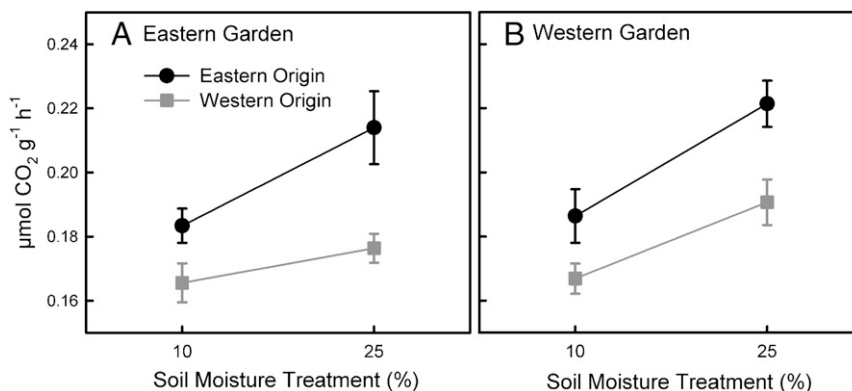 A Eastern Garden
B Western Garden
Eastern Origin
Western Origin
0.24
0.22
0.20
0.18
0.16
µmol CO₂ g⁻¹ h⁻¹
10
25
10
25
Soil Moisture Treatment (%)
Soil Moisture Treatment (%)